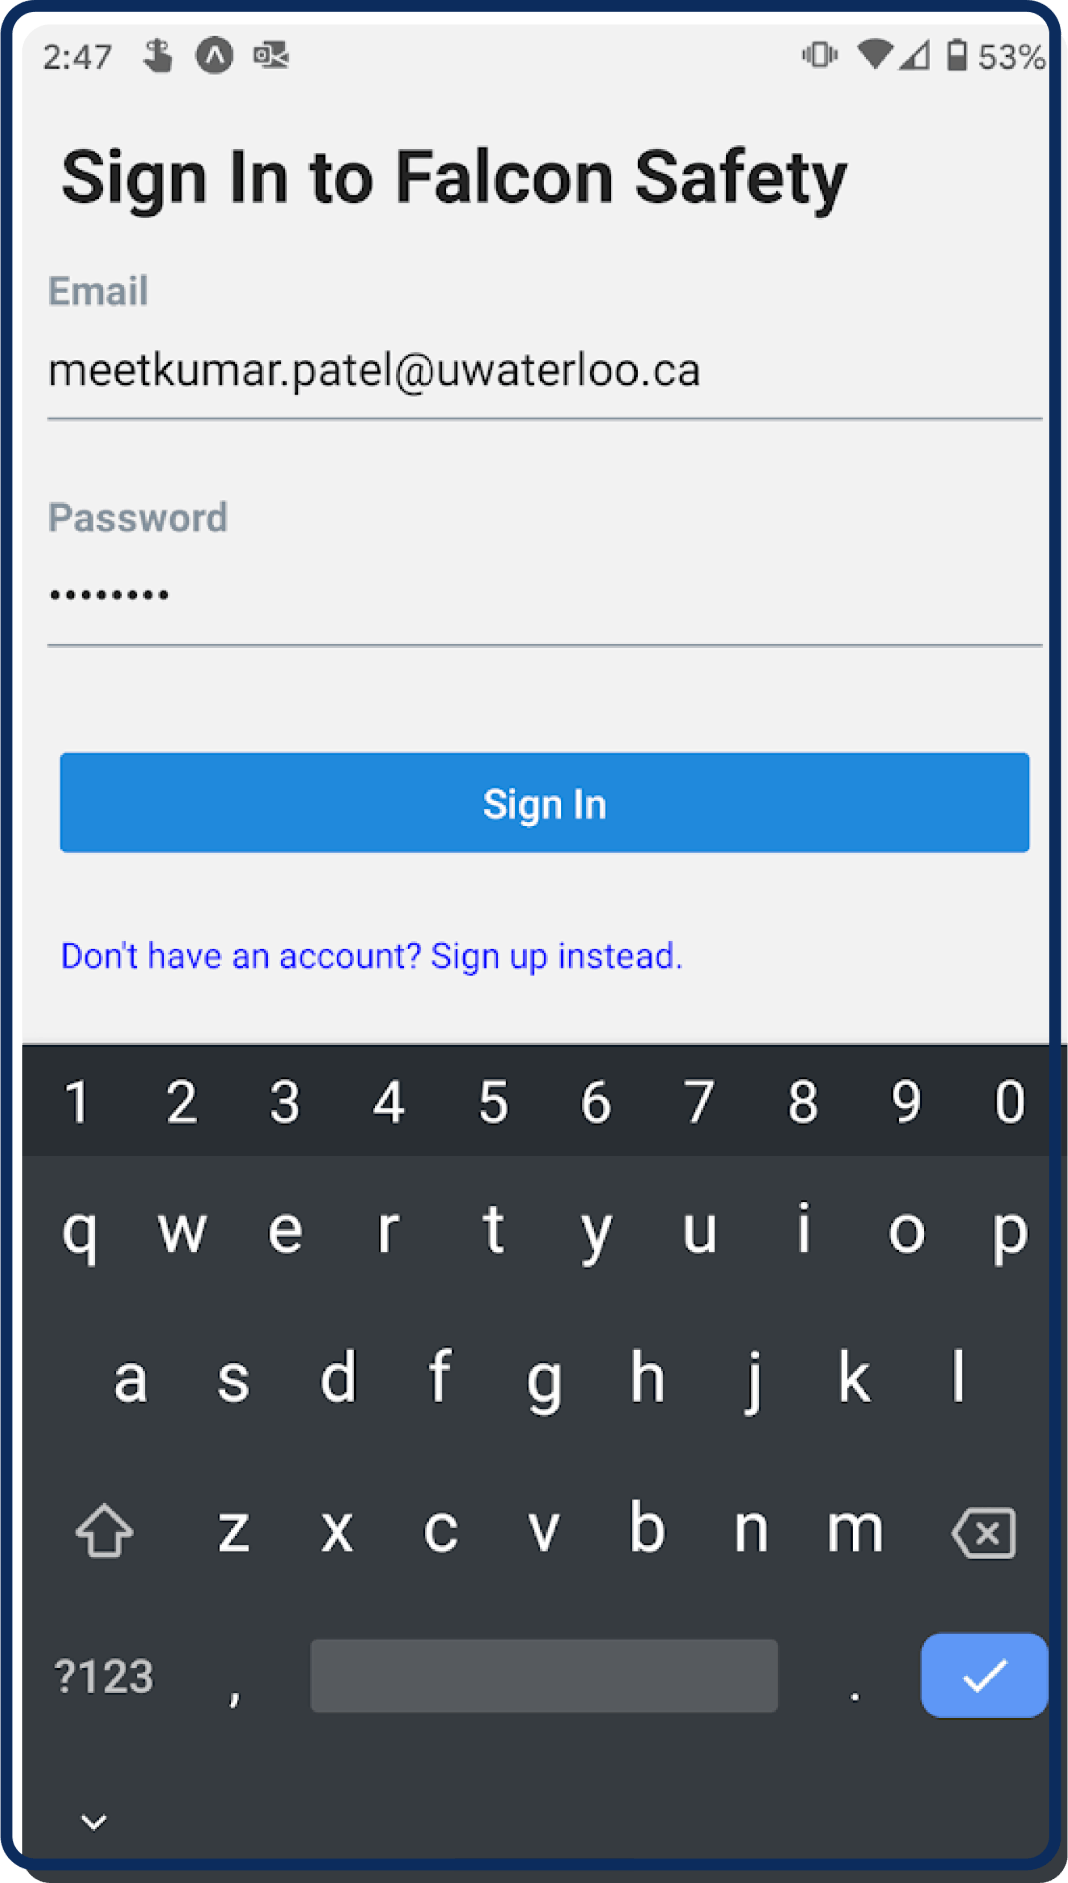 2:47 53%
Sign In to Falcon Safety
Email
meetkumar.patel@uwaterloo.ca
Password
••••••••
Sign In
Don't have an account? Sign up instead.
1 2 3 4 5 6 7 8 9 0
q w e r t y u i o p
a s d f g h j k l
z x c v b n m
?123 , .